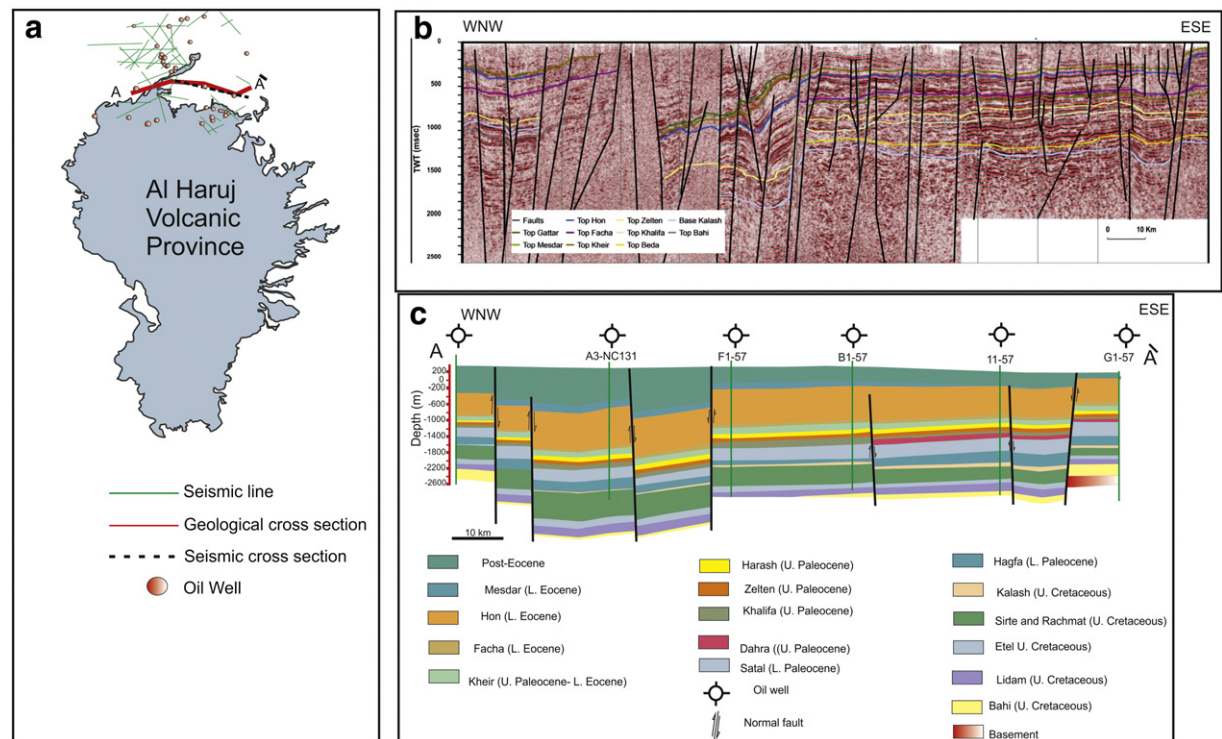 a
A
A'
Al Haruj
Volcanic
Province
Seismic line
Geological cross section
Seismic cross section
Oil Well
b
WNW
ESE
TWT (msec)
0
500
1000
1500
2000
2500
Faults
Top Gattar
Top Mesdar
Top Hon
Top Facha
Top Kheir
Top Zelten
Top Khalifa
Top Beda
Base Kalash
Top Bahi
0 10 Km
c
WNW
ESE
A
A3-NC131
F1-57
B1-57
11-57
G1-57
A'
Depth (m)
200
0
-200
-600
-1000
-1400
-1800
-2200
-2600
10 km
Post-Eocene
Mesdar (L. Eocene)
Hon (L. Eocene)
Facha (L. Eocene)
Kheir (U. Paleocene- L. Eocene)
Harash (U. Paleocene)
Zelten (U. Paleocene)
Khalifa (U. Paleocene)
Dahra ((U. Paleocene)
Satal (L. Paleocene)
Oil well
Normal fault
Hagfa (L. Paleocene)
Kalash (U. Cretaceous)
Sirte and Rachmat (U. Cretaceous)
Etel U. Cretaceous)
Lidam (U. Cretaceous)
Bahi (U. Cretaceous)
Basement